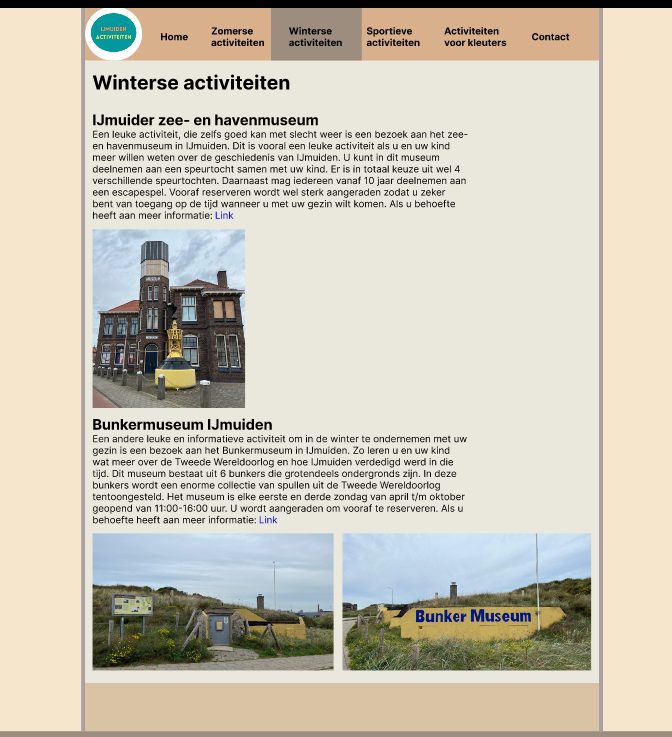 IJMUIDEN
ACTIVITEITEN
Home
Zomerse
activiteiten
Winterse
activiteiten
Sportieve
activiteiten
Activiteiten
voor kleuters
Contact
Winterse activiteiten
IJmuider zee- en havenmuseum
Een leuke activiteit, die zelfs goed kan met slecht weer is een bezoek aan het zee-
en havenmuseum in IJmuiden. Dit is vooral een leuke activiteit als u en uw kind
meer willen weten over de geschiedenis van IJmuiden. U kunt in dit museum
deelnemen aan een speurtocht samen met uw kind. Er is in totaal keuze uit wel 4
verschillende speurtochten. Daarnaast mag iedereen vanaf 10 jaar deelnemen aan
een escapespel. Vooraf reserveren wordt wel sterk aangeraden zodat u zeker
bent van toegang op de tijd wanneer u met uw gezin wilt komen. Als u behoefte
heeft aan meer informatie: Link
MUSEUM
Bunkermuseum IJmuiden
Een andere leuke en informatieve activiteit om in de winter te ondernemen met uw
gezin is een bezoek aan het Bunkermuseum in IJmuiden. Zo leren u en uw kind
wat meer over de Tweede Wereldoorlog en hoe IJmuiden verdedigd werd in die
tijd. Dit museum bestaat uit 6 bunkers die grotendeels ondergronds zijn. In deze
bunkers wordt een enorme collectie van spullen uit de Tweede Wereldoorlog
tentoongesteld. Het museum is elke eerste en derde zondag van april t/m oktober
geopend van 11:00-16:00 uur. U wordt aangeraden om vooraf te reserveren. Als u
behoefte heeft aan meer informatie: Link
Bunker Museum